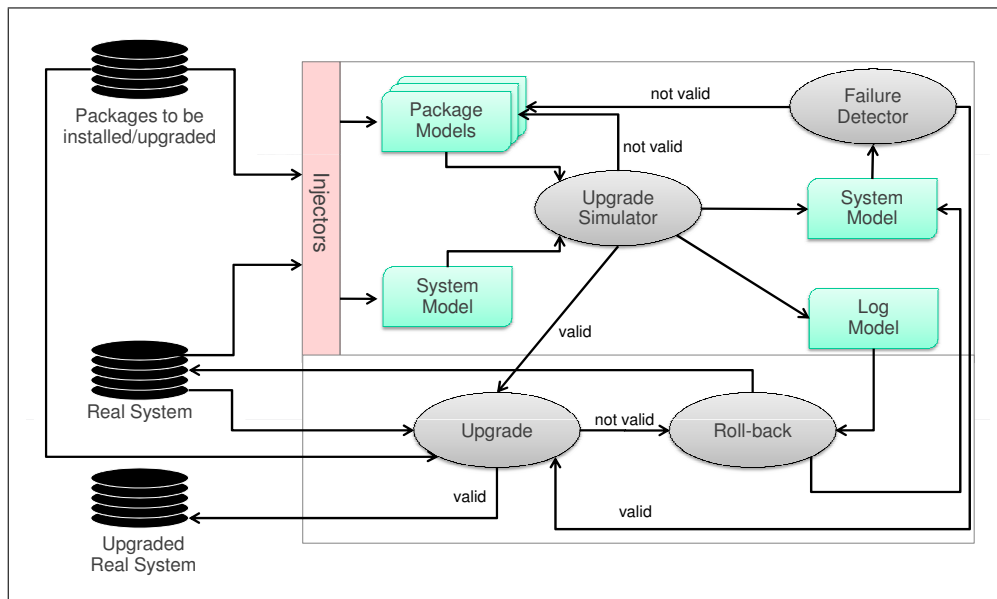 Packages to be
installed/upgraded
Injectors
Package
Models
not valid
Failure
Detector
not valid
Upgrade
Simulator
System
Model
System
Model
Log
Model
valid
Real System
Upgrade
not valid
Roll-back
valid
valid
Upgraded
Real System